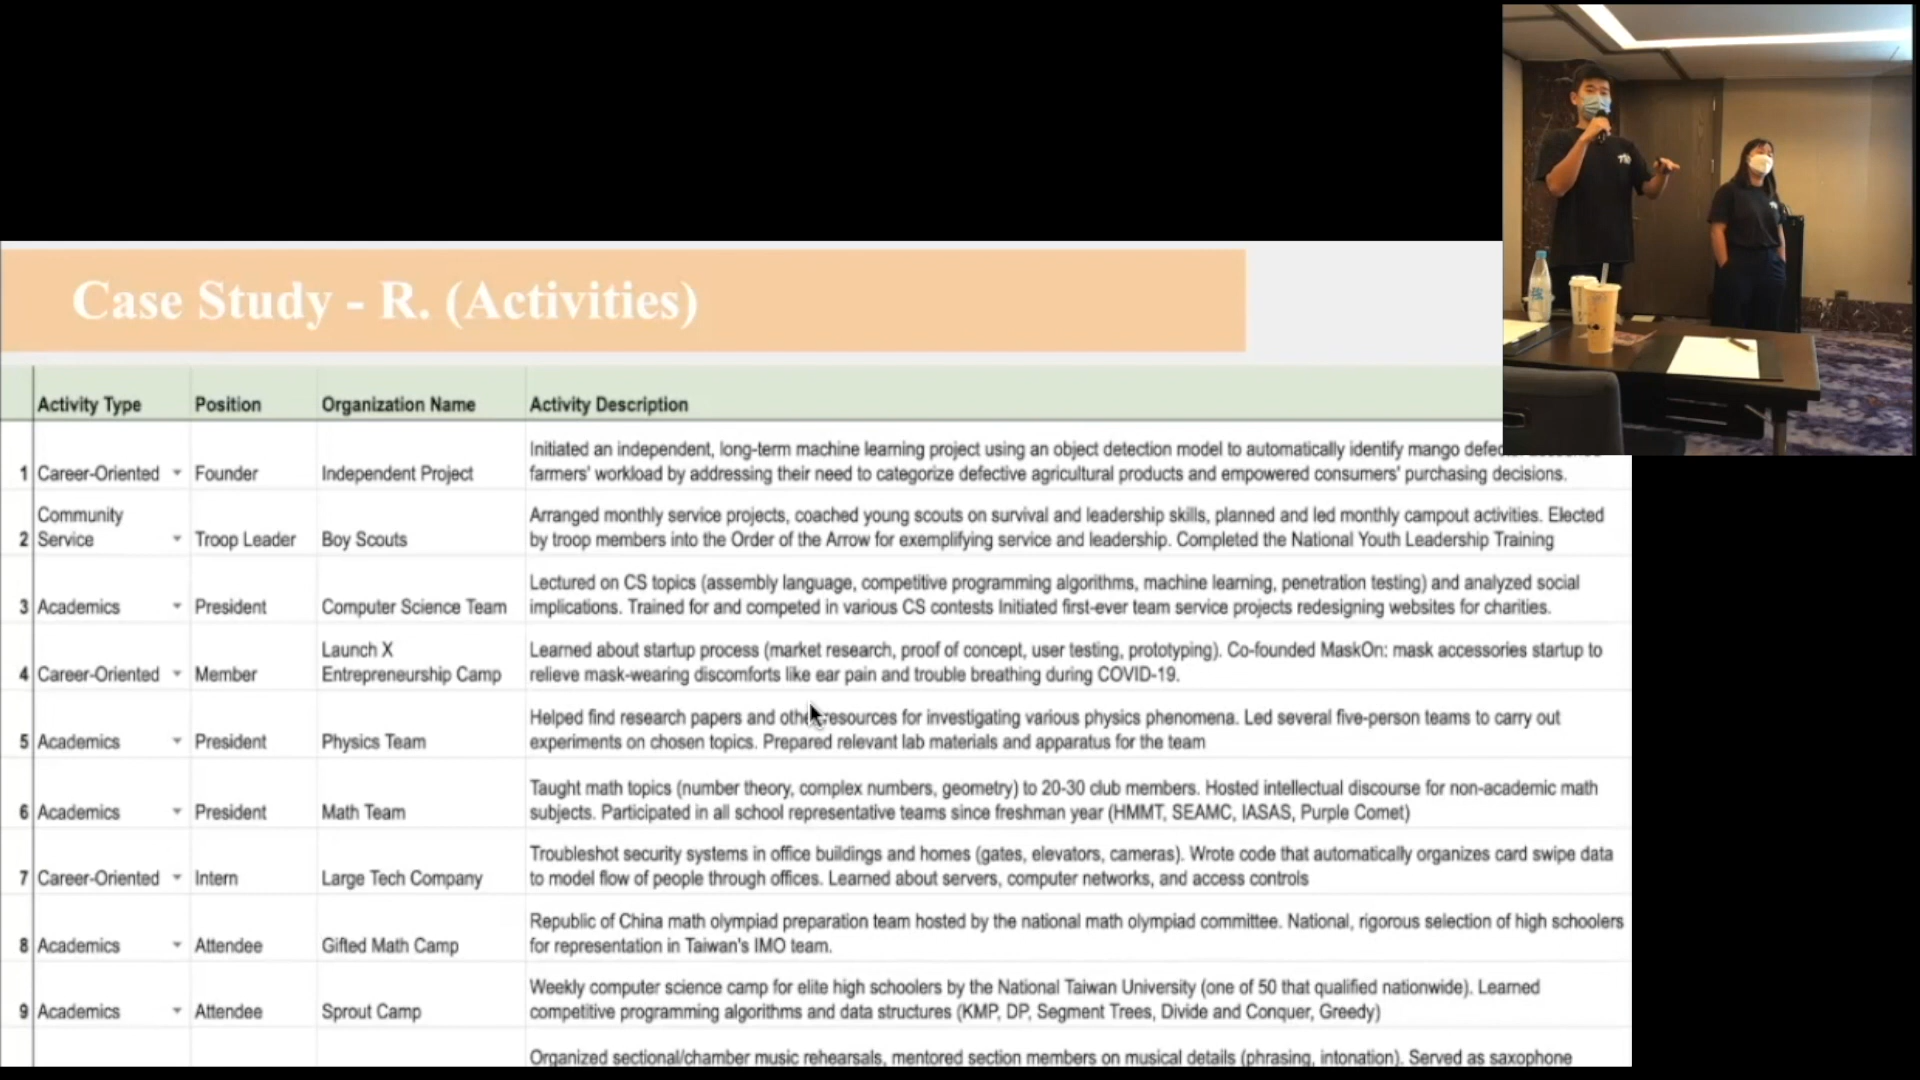 Case Study - R. (Activities)
Activity Type Position Organization Name Activity Description
Initiated an independent, long-term machine learning project using an object detection model to automatically identify mango
1 Career-Oriented Founder Independent Project farmers' workload by addressing their need to categorize defective agricultural products and empowered consumers' purchasing decisions.
Community Arranged monthly service projects, coached young scouts on survival and leadership skills, planned and led monthly campout activities. Elected
2 Service Troop Leader Boy Scouts by troop members into the Order of the Arrow for exemplifying service and leadership. Completed the National Youth Leadership Training
Lectured on CS topics (assembly language, competitive programming algorithms, machine learning, penetration testing) and analyzed social
3 Academics President Computer Science Team implications. Trained for and competed in various CS contests Initiated first-ever team service projects redesigning websites for charities.
Launch X Learned about startup process (market research, proof of concept, user testing, prototyping). Co-founded MaskOn: mask accessories startup to
4 Career-Oriented Member Entrepreneurship Camp relieve mask-wearing discomforts like ear pain and trouble breathing during COVID-19.
Helped find research papers and other resources for investigating various physics phenomena. Led several five-person teams to carry out
5 Academics President Physics Team experiments on chosen topics. Prepared relevant lab materials and apparatus for the team
Taught math topics (number theory, complex numbers, geometry) to 20-30 club members. Hosted intellectual discourse for non-academic math
6 Academics President Math Team subjects. Participated in all school representative teams since freshman year (HMMT, SEAMC, IASAS, Purple Comet)
Troubleshot security systems in office buildings and homes (gates, elevators, cameras). Wrote code that automatically organizes card swipe data
7 Career-Oriented Intern Large Tech Company to model flow of people through offices. Learned about servers, computer networks, and access controls
Republic of China math olympiad preparation team hosted by the national math olympiad committee. National, rigorous selection of high schoolers
8 Academics Attendee Gifted Math Camp for representation in Taiwan's IMO team.
Weekly computer science camp for elite high schoolers by the National Taiwan University (one of 50 that qualified nationwide). Learned
9 Academics Attendee Sprout Camp competitive programming algorithms and data structures (KMP, DP, Segment Trees, Divide and Conquer, Greedy)
Organized sectional/chamber music rehearsals, mentored section members on musical details (phrasing, intonation). Served as saxophone